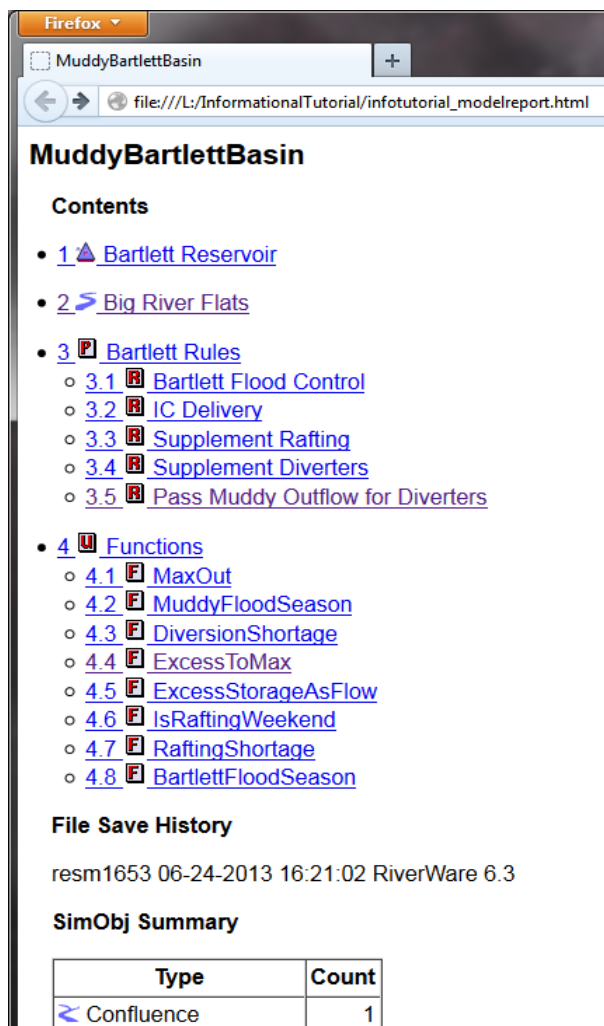 Firefox
MuddyBartlettBasin
+
file:///L:/InformationalTutorial/infotutorial_modelreport.html
MuddyBartlettBasin
Contents
• 1 Bartlett Reservoir
• 2 Big River Flats
• 3 P Bartlett Rules
○ 3.1 R Bartlett Flood Control
○ 3.2 R IC Delivery
○ 3.3 R Supplement Rafting
○ 3.4 R Supplement Diverters
○ 3.5 R Pass Muddy Outflow for Diverters
• 4 U Functions
○ 4.1 F MaxOut
○ 4.2 F MuddyFloodSeason
○ 4.3 F DiversionShortage
○ 4.4 F ExcessToMax
○ 4.5 F ExcessStorageAsFlow
○ 4.6 F IsRaftingWeekend
○ 4.7 F RaftingShortage
○ 4.8 F BartlettFloodSeason
File Save History
resm1653 06-24-2013 16:21:02 RiverWare 6.3
SimObj Summary
Type Count
Confluence 1